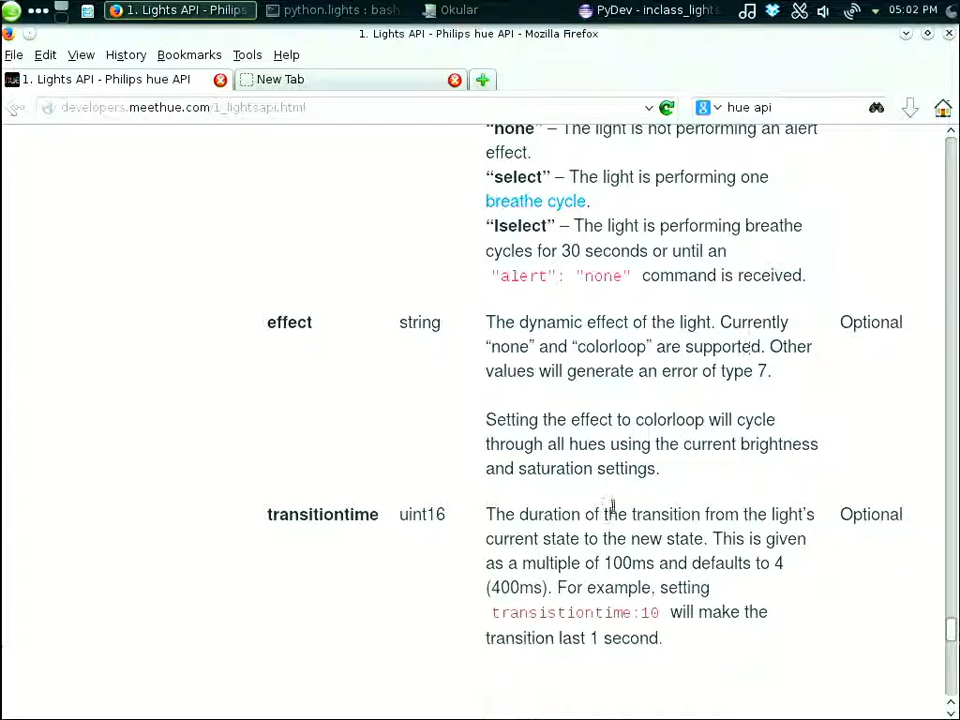 1. Lights API - Philips
python.lights : bash
Okular
PyDev - inclass_lights
05:02 PM
1. Lights API - Philips hue API - Mozilla Firefox
File Edit View History Bookmarks Tools Help
1. Lights API - Philips hue API
New Tab
developers.meethue.com/1_lightsapi.html
hue api
“none” – The light is not performing an alert
effect.
“select” – The light is performing one
breathe cycle.
“lselect” – The light is performing breathe
cycles for 30 seconds or until an
"alert": "none" command is received.
effect string The dynamic effect of the light. Currently Optional
“none” and “colorloop” are supported. Other
values will generate an error of type 7.
Setting the effect to colorloop will cycle
through all hues using the current brightness
and saturation settings.
transitiontime uint16 The duration of the transition from the light’s Optional
current state to the new state. This is given
as a multiple of 100ms and defaults to 4
(400ms). For example, setting
transistiontime:10 will make the
transition last 1 second.